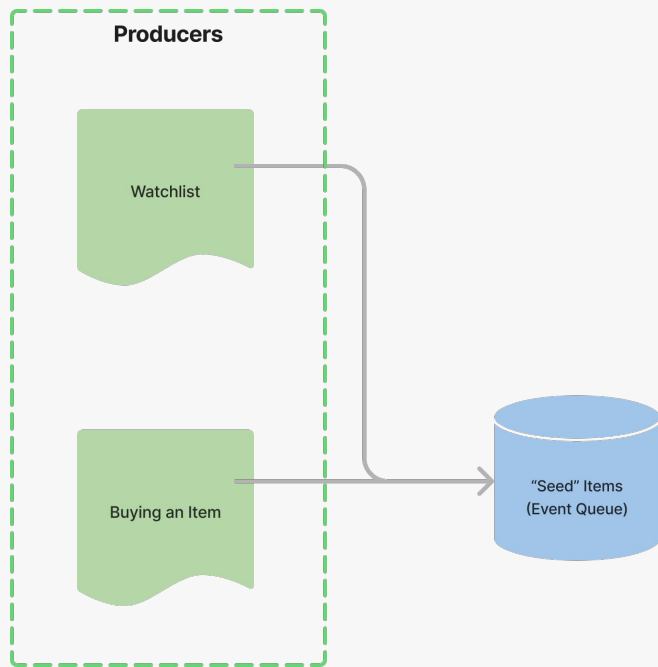 Producers
Watchlist
Buying an Item
“Seed” Items
(Event Queue)